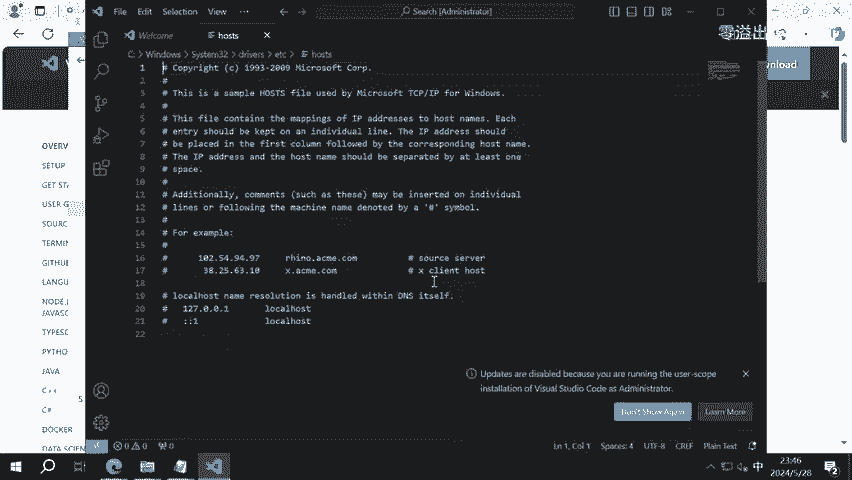 File Edit Selection View ··· Search [Administrator]
零溢出
Welcome hosts
C: > Windows > System32 > drivers > etc > hosts
1 # Copyright (c) 1993-2009 Microsoft Corp.
2 #
3 # This is a sample HOSTS file used by Microsoft TCP/IP for Windows.
4 #
5 # This file contains the mappings of IP addresses to host names. Each
6 # entry should be kept on an individual line. The IP address should
7 # be placed in the first column followed by the corresponding host name.
8 # The IP address and the host name should be separated by at least one
9 # space.
10 #
11 # Additionally, comments (such as these) may be inserted on individual
12 # lines or following the machine name denoted by a '#' symbol.
13 #
14 # For example:
15 #
16 # 102.54.94.97 rhino.acme.com # source server
17 # 38.25.63.10 x.acme.com # x client host
18
19 # localhost name resolution is handled within DNS itself.
20 # 127.0.0.1 localhost
21 # ::1 localhost
22
OVERV
SETUP
GET ST
USER G
SOURC
TERMIN
GITHUB
LANGU
NODE.J
JAVASC
TYPESC
PYTHO
JAVA
C++
C#
DOCKER
DATA SCIEN
nload
Updates are disabled because you are running the user-scope
installation of Visual Studio Code as Administrator.
Don't Show Again Learn More
0 0 0 Ln 1, Col 1 Spaces: 4 UTF-8 CRLF Plain Text
中 23:46
2024/5/28
2